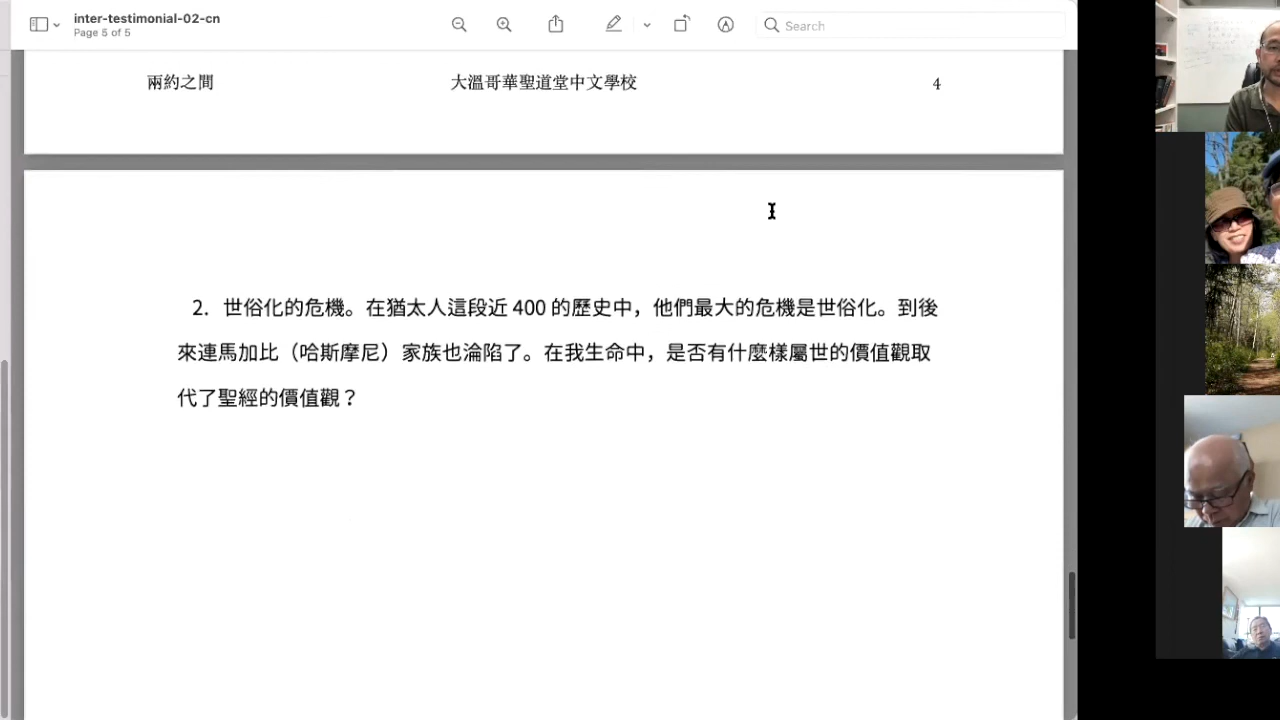 inter-testimonial-02-cn
Page 5 of 5
Search
兩約之間 大溫哥華聖道堂中文學校 4
2. 世俗化的危機。在猶太人這段近 400 的歷史中，他們最大的危機是世俗化。到後
來連馬加比（哈斯摩尼）家族也淪陷了。在我生命中，是否有什麼樣屬世的價值觀取
代了聖經的價值觀？